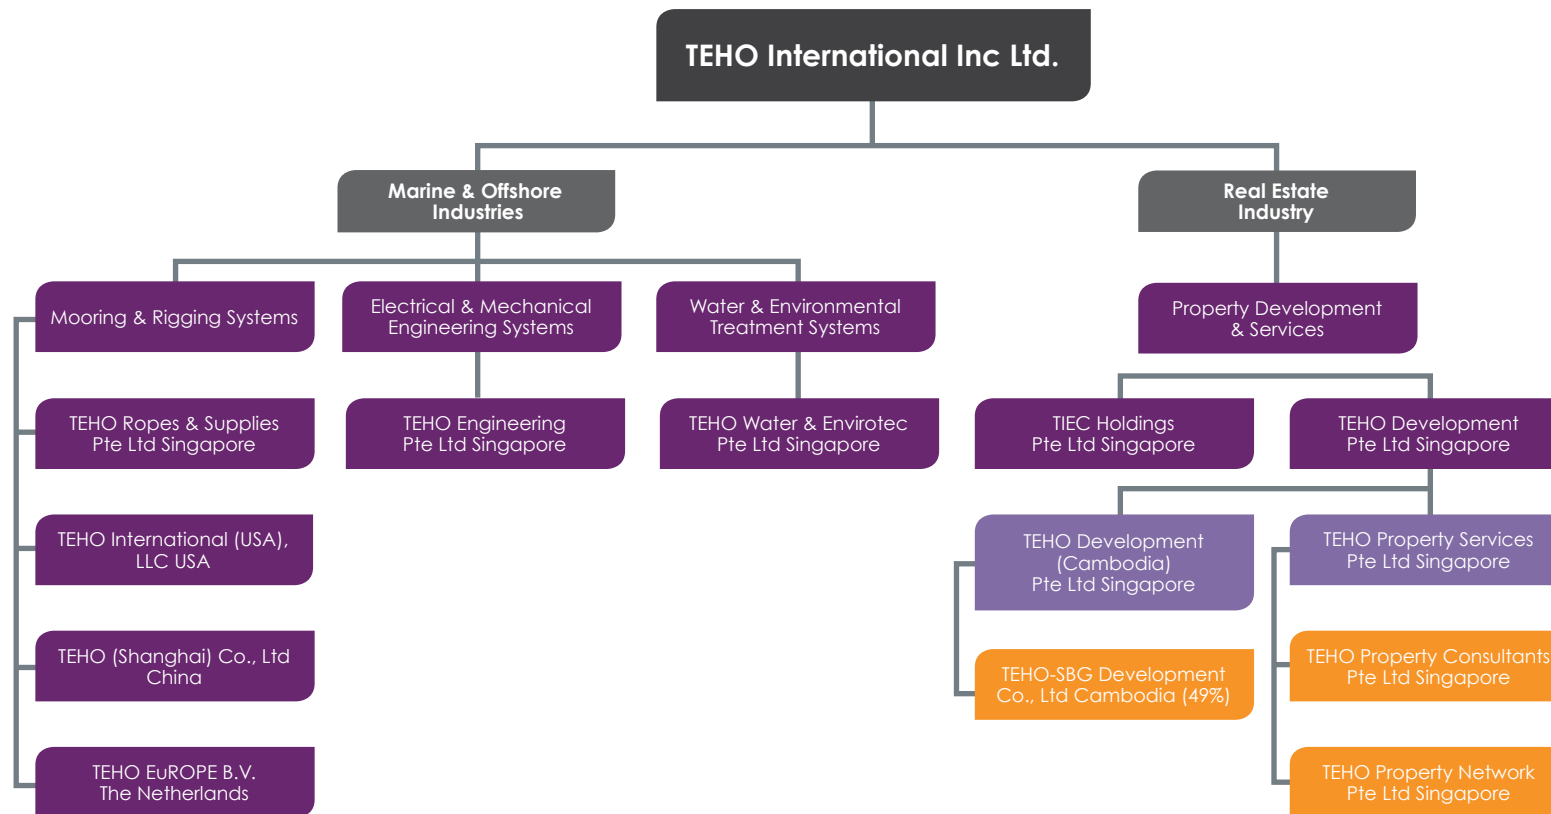 TEHO International Inc Ltd.
Marine & Offshore
Industries
Real Estate
Industry
Mooring & Rigging Systems
Electrical & Mechanical
Engineering Systems
Water & Environmental
Treatment Systems
Property Development
& Services
TEHO Ropes & Supplies
Pte Ltd Singapore
TEHO Engineering
Pte Ltd Singapore
TEHO Water & Envirotec
Pte Ltd Singapore
TIEC Holdings
Pte Ltd Singapore
TEHO Development
Pte Ltd Singapore
TEHO International (USA),
LLC USA
TEHO Development
(Cambodia)
Pte Ltd Singapore
TEHO Property Services
Pte Ltd Singapore
TEHO (Shanghai) Co., Ltd
China
TEHO-SBG Development
Co., Ltd Cambodia (49%)
TEHO Property Consultants
Pte Ltd Singapore
TEHO EuROPE B.V.
The Netherlands
TEHO Property Network
Pte Ltd Singapore